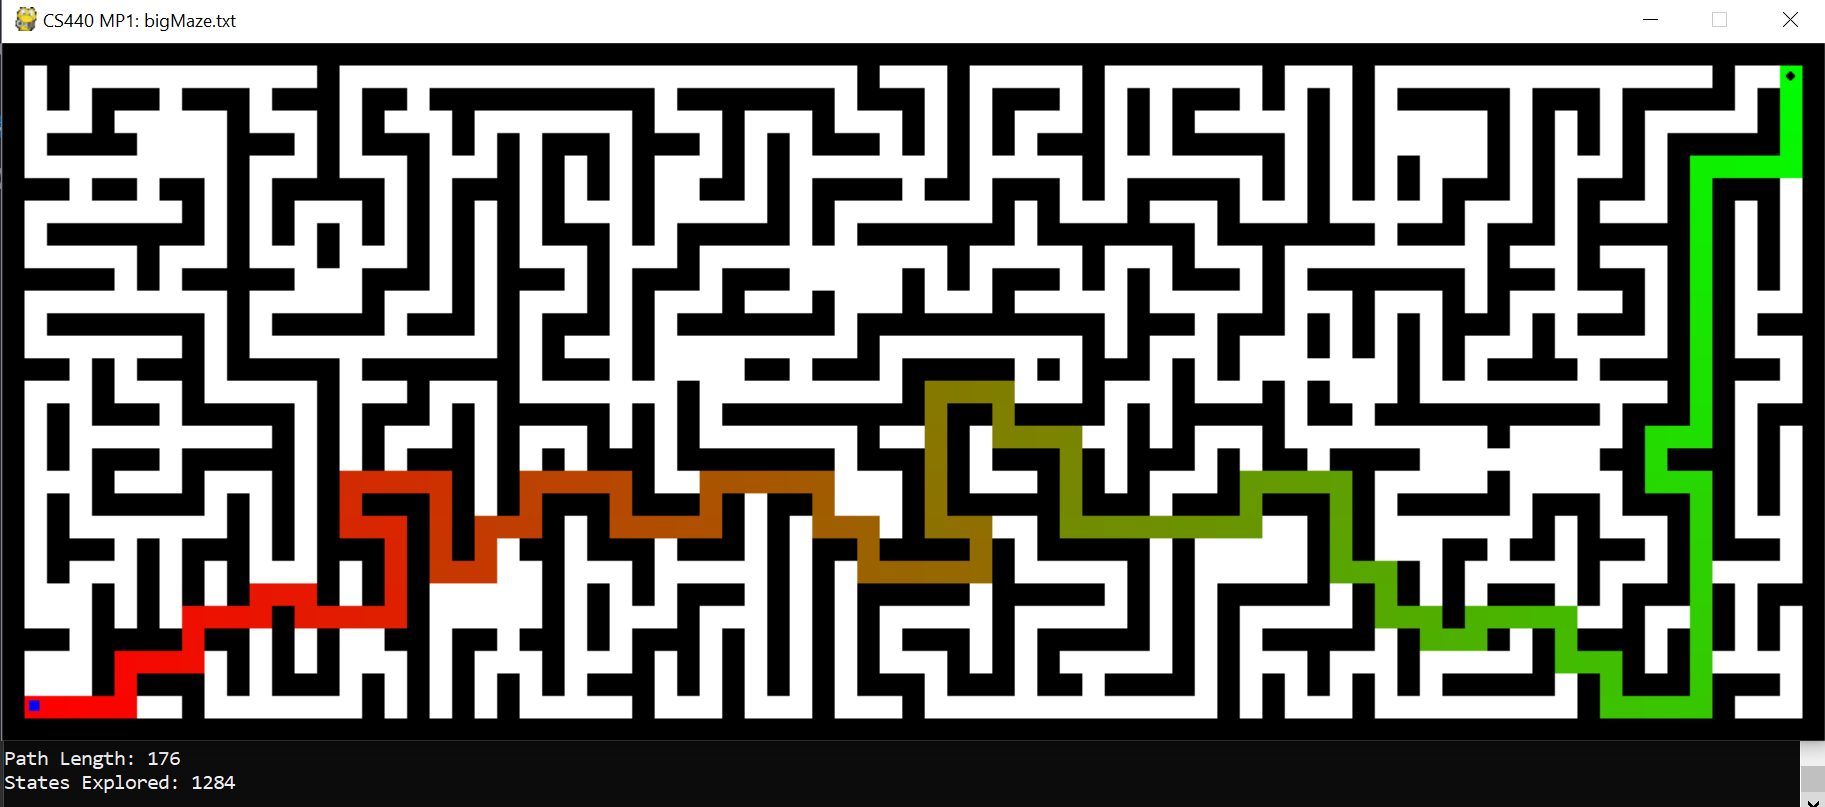 CS440 MP1: bigMaze.txt
Path Length: 176
States Explored: 1284